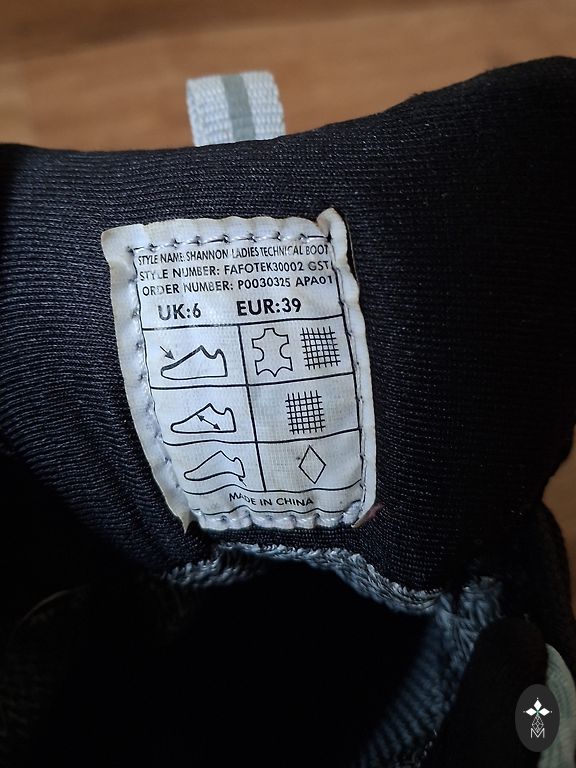 STYLE NAME: SHANNON LADIES TECHNICAL BOOT
STYLE NUMBER: FAFOTEK30002 GST
ORDER NUMBER: P0030325 APA01
UK:6 EUR:39
MADE IN CHINA
M